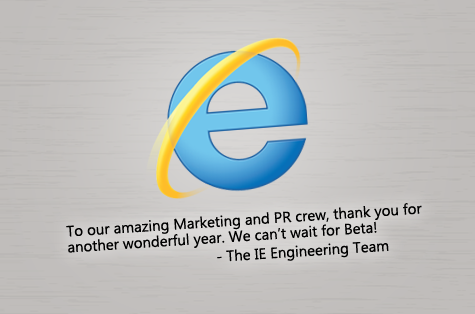 To our amazing Marketing and PR crew, thank you for
another wonderful year. We can't wait for Beta!
- The IE Engineering Team